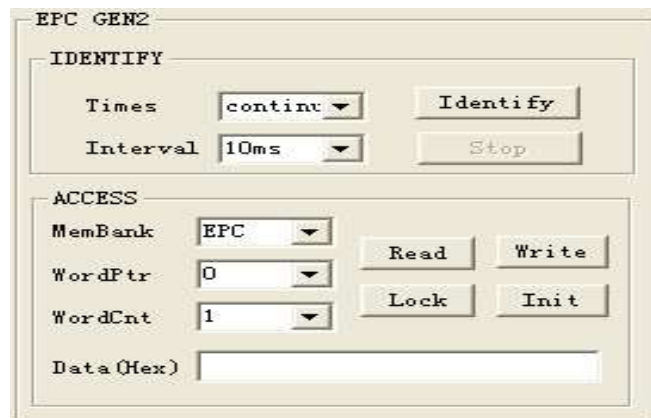 EPC GEN2
IDENTIFY
Times continu Identify
Interval 10ms Stop
ACCESS
MemBank EPC
Read Write
WordPtr 0
Lock Init
WordCnt 1
Data(Hex)